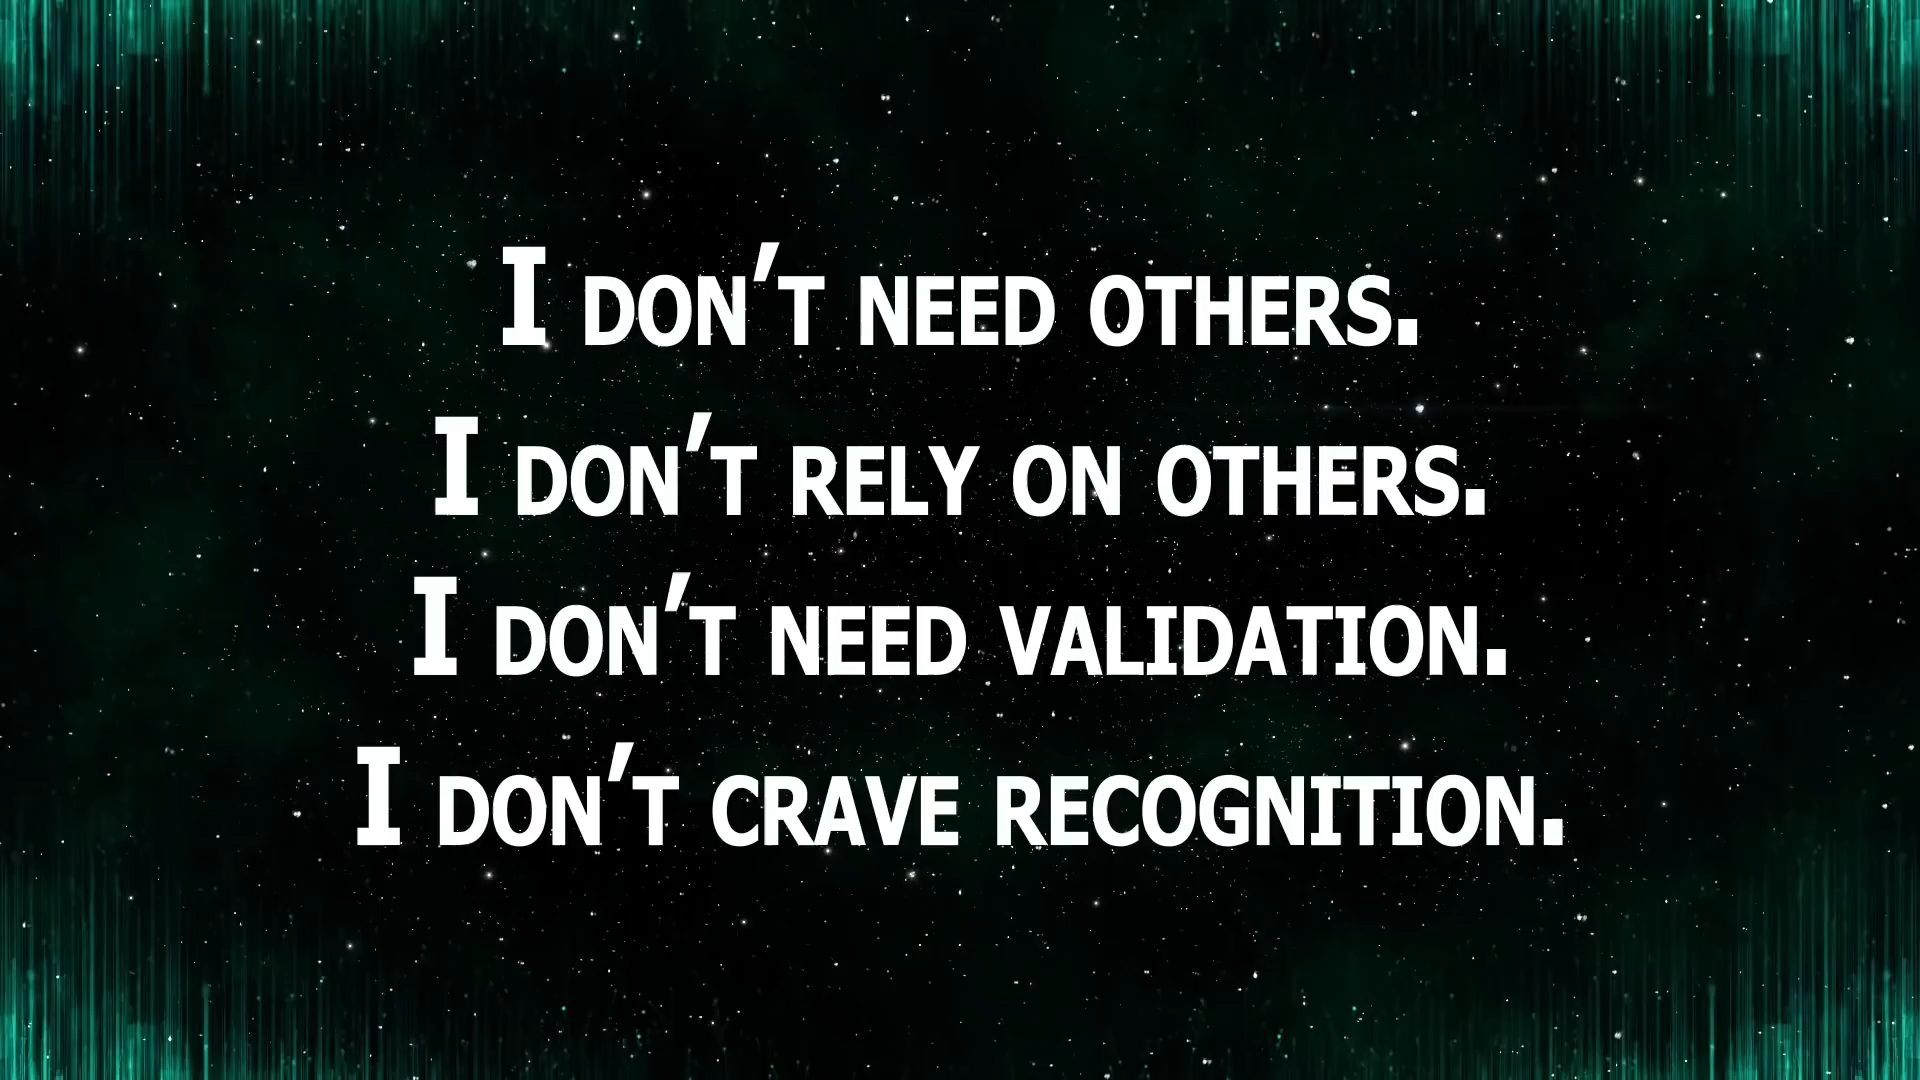 I don't need others.
I don't rely on others.
I don't need validation.
I don't crave recognition.